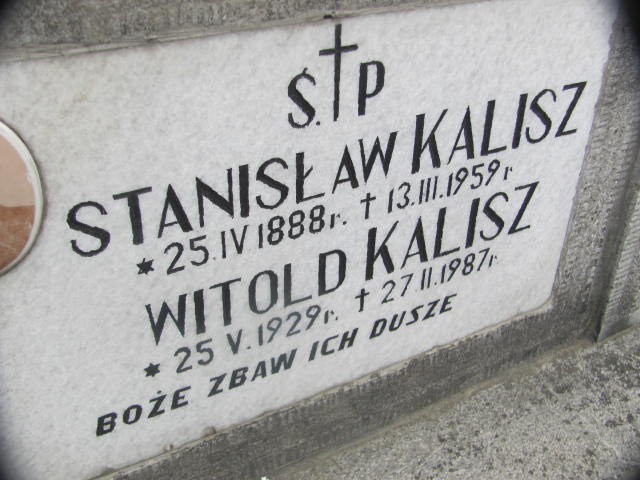 Ś.†P
STANISŁAW KALISZ
* 25.IV 1888r. † 13.III.1959r
WITOLD KALISZ
* 25 V.1929r. † 27.II.1987r.
BOŻE ZBAW ICH DUSZE